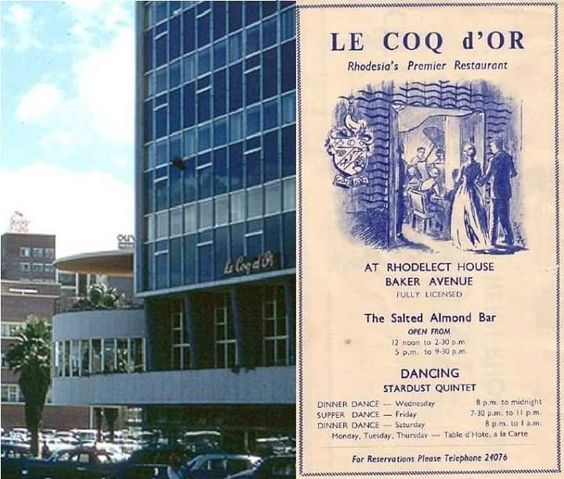 Le Coq d'Or
LE COQ d'OR
Rhodesia's Premier Restaurant
AT RHODELECT HOUSE
BAKER AVENUE
FULLY LICENSED
The Salted Almond Bar
OPEN FROM
12 noon to 2-30 p.m.
5 p.m. to 9-30 p.m.
DANCING
STARDUST QUINTET
DINNER DANCE — Wednesday 8 p.m. to midnight
SUPPER DANCE — Friday 7-30 p.m. to 11 p.m.
DINNER DANCE — Saturday 8 p.m. to 1 a.m.
Monday, Tuesday, Thursday — Table d'Hote, a la Carte
For Reservations Please Telephone 24076